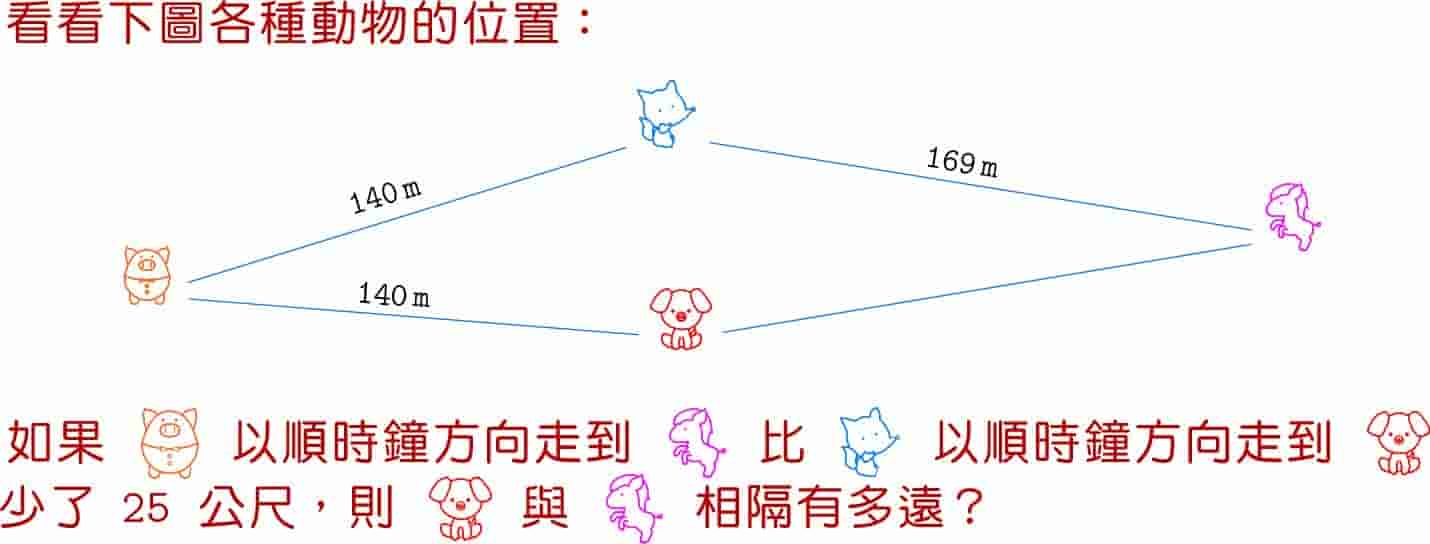 看看下圖各種動物的位置：
169 m
140 m
140 m
如果 以順時鐘方向走到 比 以順時鐘方向走到
少了 25 公尺，則 與 相隔有多遠？